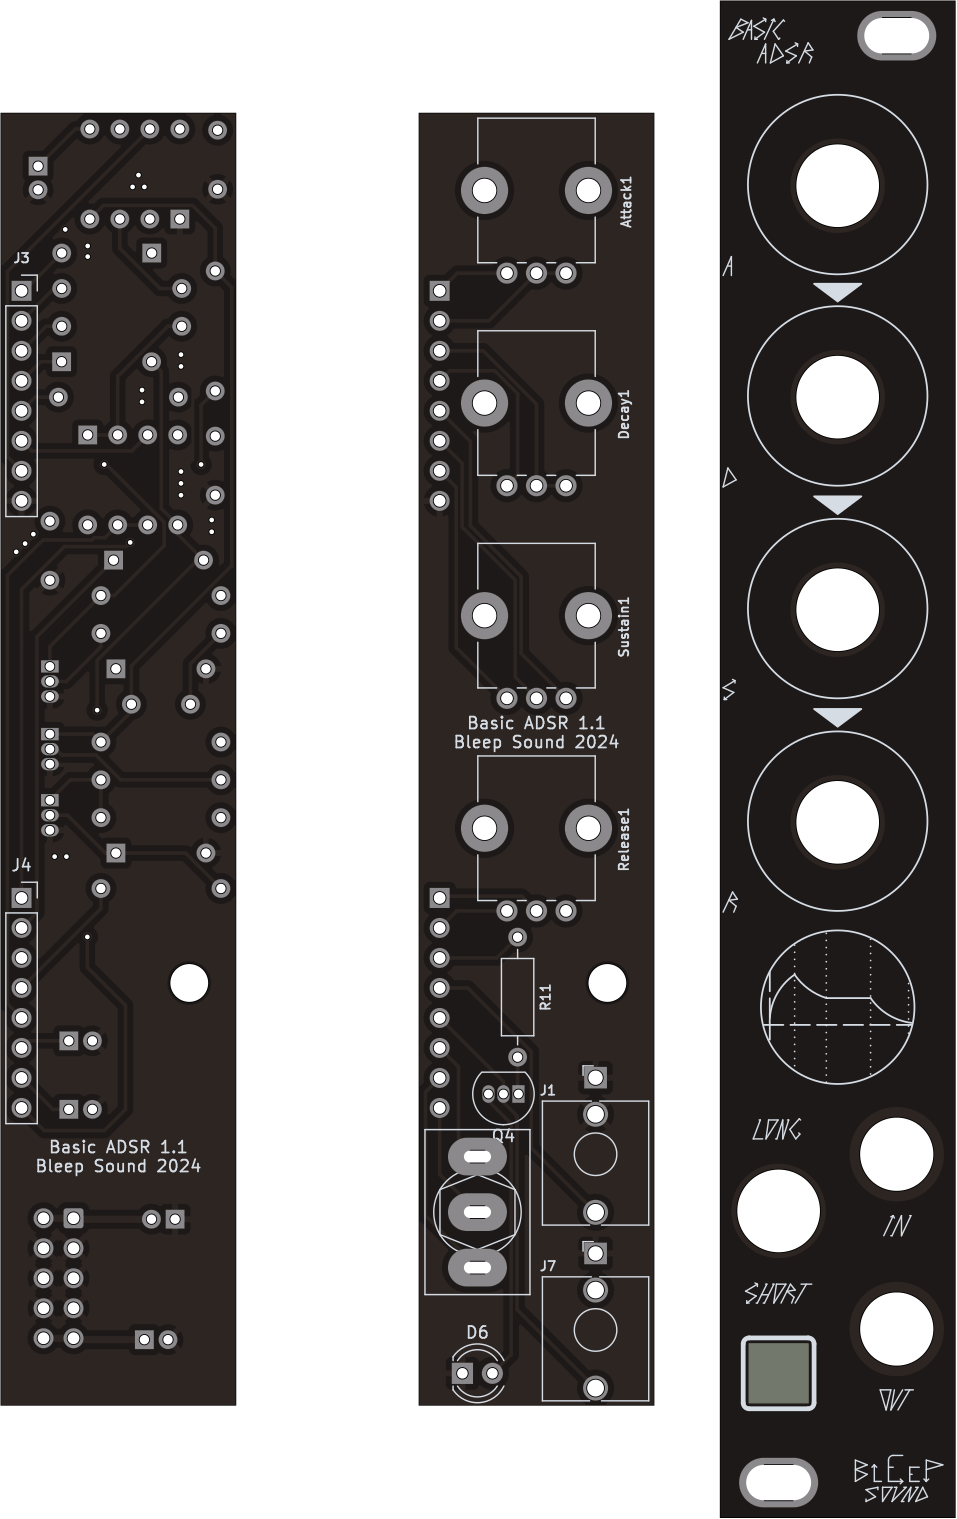 J3
J4
Basic ADSR 1.1
Bleep Sound 2024
Attack1
Decay1
Sustain1
Basic ADSR 1.1
Bleep Sound 2024
Release1
R11
J1
Q4
J7
D6
BASIC
ADSR
A
D
S
R
LONG
IN
SHORT
OUT
BLEEP
SOUND